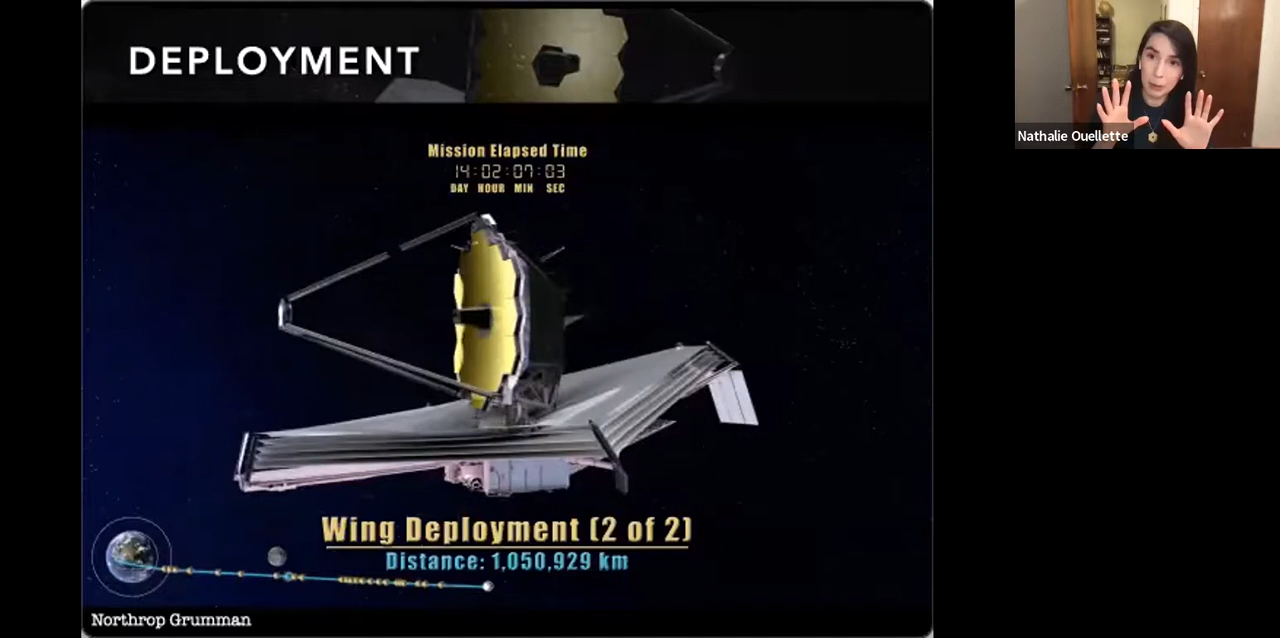 DEPLOYMENT
Mission Elapsed Time
14:02:07:03
DAY HOUR MIN SEC
Wing Deployment (2 of 2)
Distance: 1,050,929 km
Northrop Grumman
Nathalie Ouellette